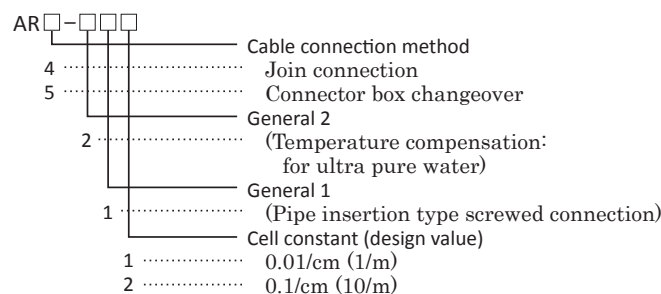 AR□-□□□
Cable connection method
4 ···················· Join connection
5 ···················· Connector box changeover
General 2
2 ·············· (Temperature compensation:
for ultra pure water)
General 1
1 ············ (Pipe insertion type screwed connection)
Cell constant (design value)
1 ·········· 0.01/cm (1/m)
2 ·········· 0.1/cm (10/m)